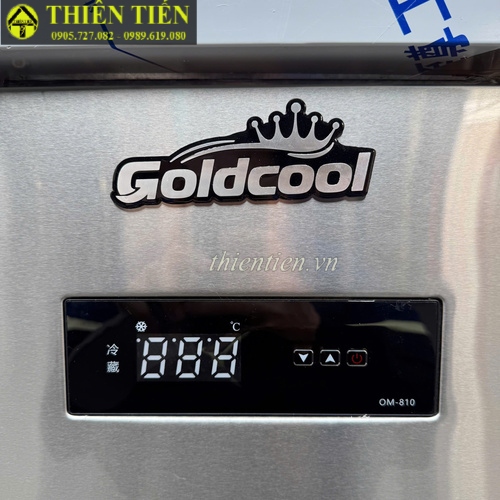 THIÊN TIẾN
0905.727.082 - 0989.619.080
Goldcool
thientien.vn
℃
冷藏
888
OM-810